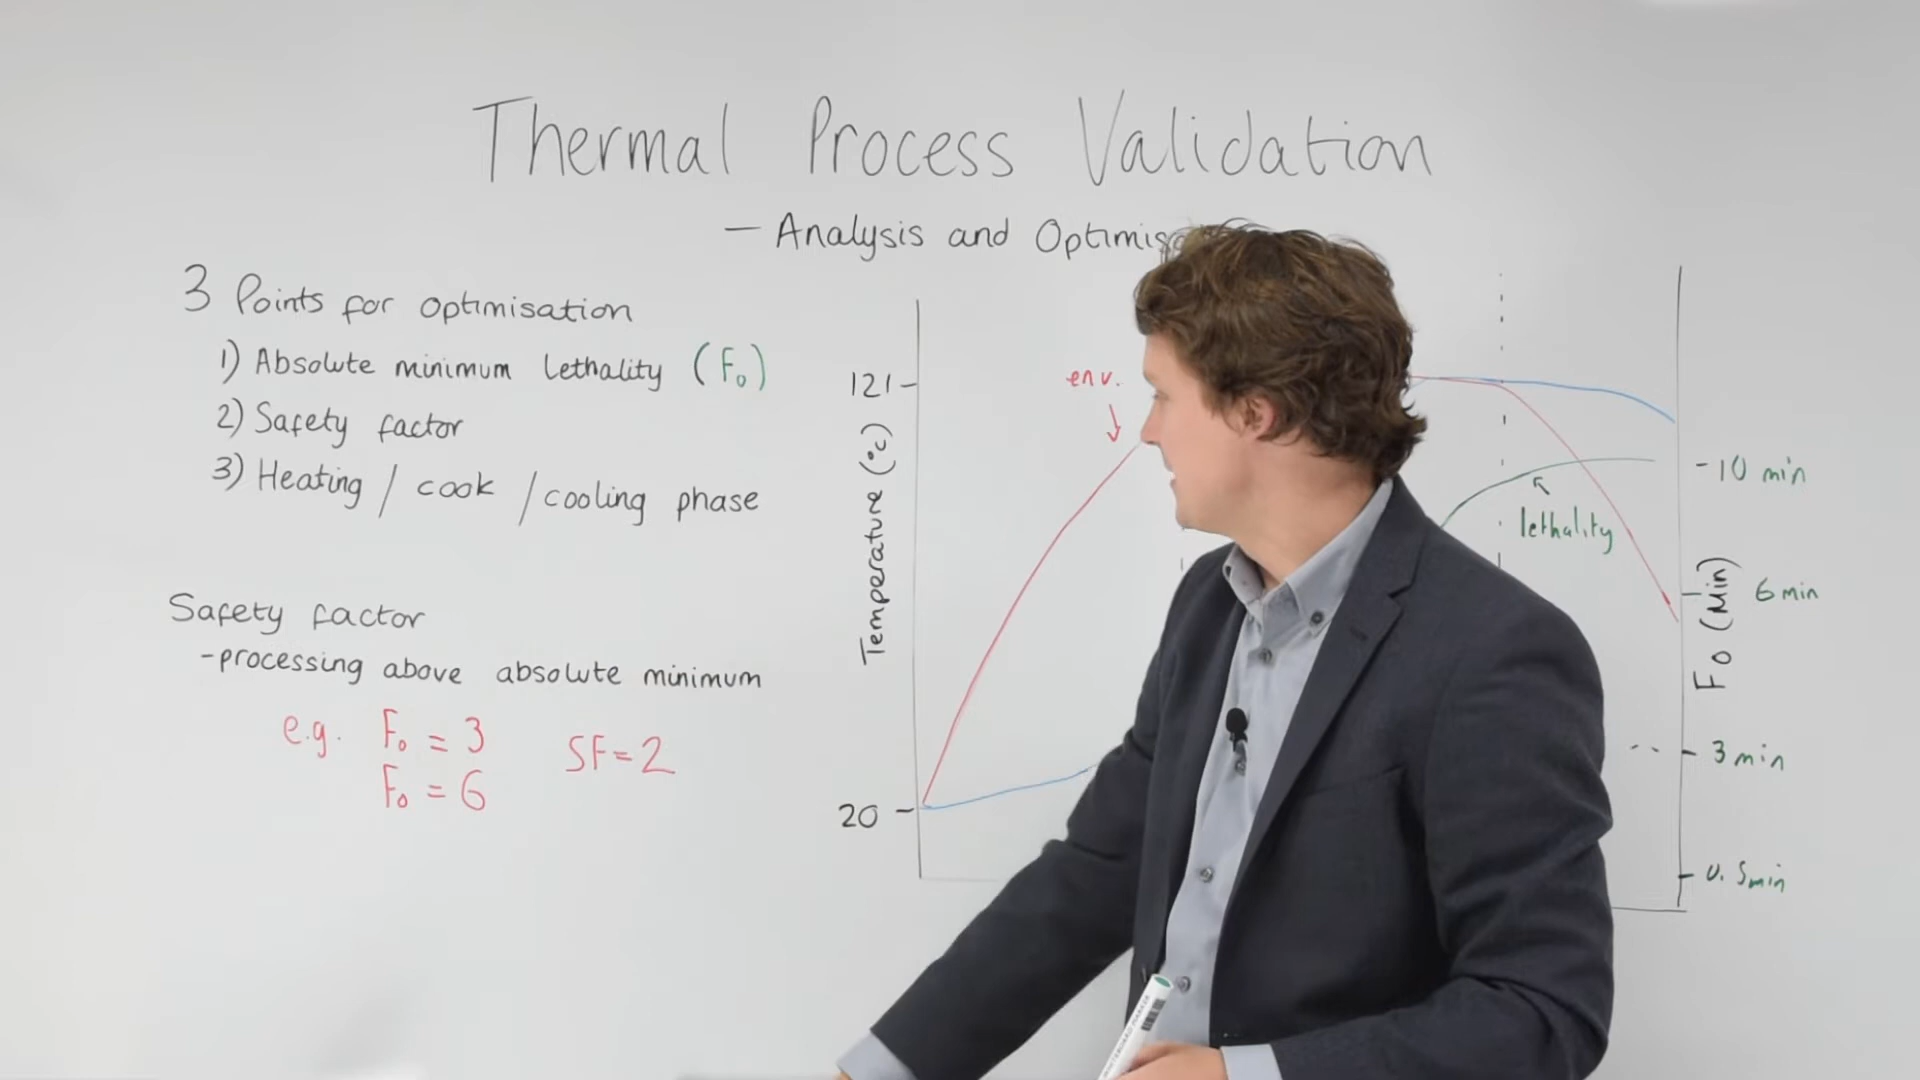 Thermal Process Validation
– Analysis and Optimis
3 Points for optimisation
1) Absolute minimum lethality (F₀)
2) Safety factor
3) Heating / cook / cooling phase
Safety factor
-processing above absolute minimum
e.g. F₀ = 3 SF=2
F₀ = 6
121
20
Temperature (°C)
env.
lethality
10 min
6 min
3 min
0.5min
F0 (Min)